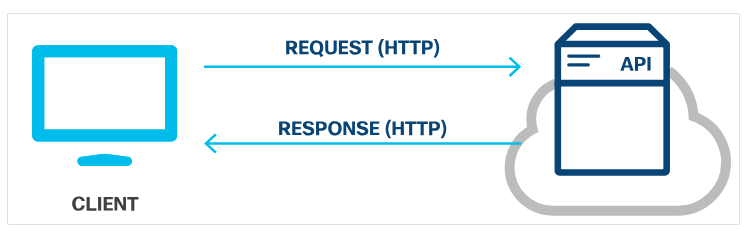 REQUEST (HTTP)
API
RESPONSE (HTTP)
CLIENT